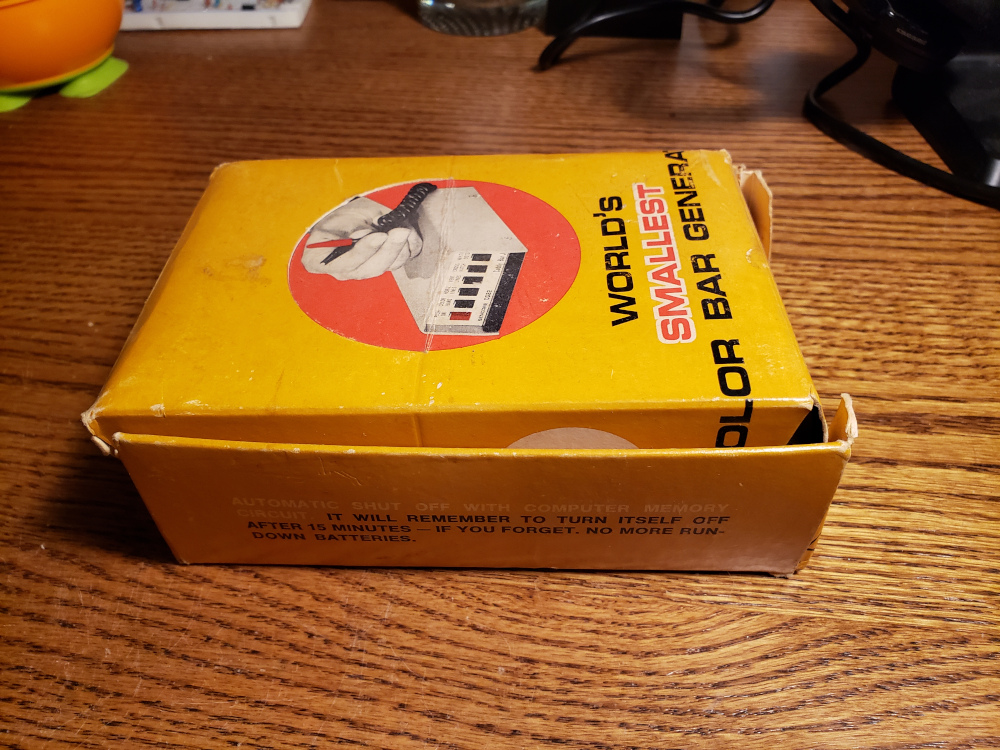 WORLD'S
SMALLEST
OLOR BAR GENERA
AUTOMATIC SHUT OFF WITH COMPUTER MEMORY
CIRCUIT. IT WILL REMEMBER TO TURN ITSELF OFF
AFTER 15 MINUTES — IF YOU FORGET. NO MORE RUN-
DOWN BATTERIES.